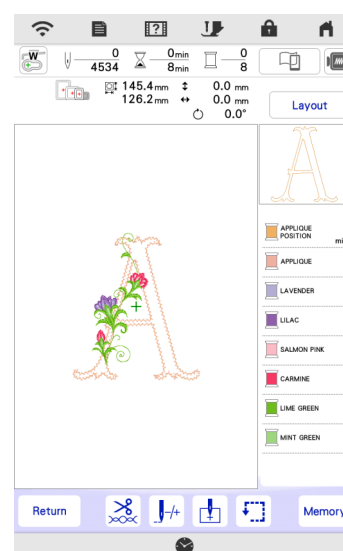 W
0
4534
0min
8min
0
8
145.4mm 0.0 mm
126.2mm 0.0 mm
0.0°
Layout
APPLIQUE
POSITION
APPLIQUE
LAVENDER
LILAC
SALMON PINK
CARMINE
LIME GREEN
MINT GREEN
Return
-/+
Memory